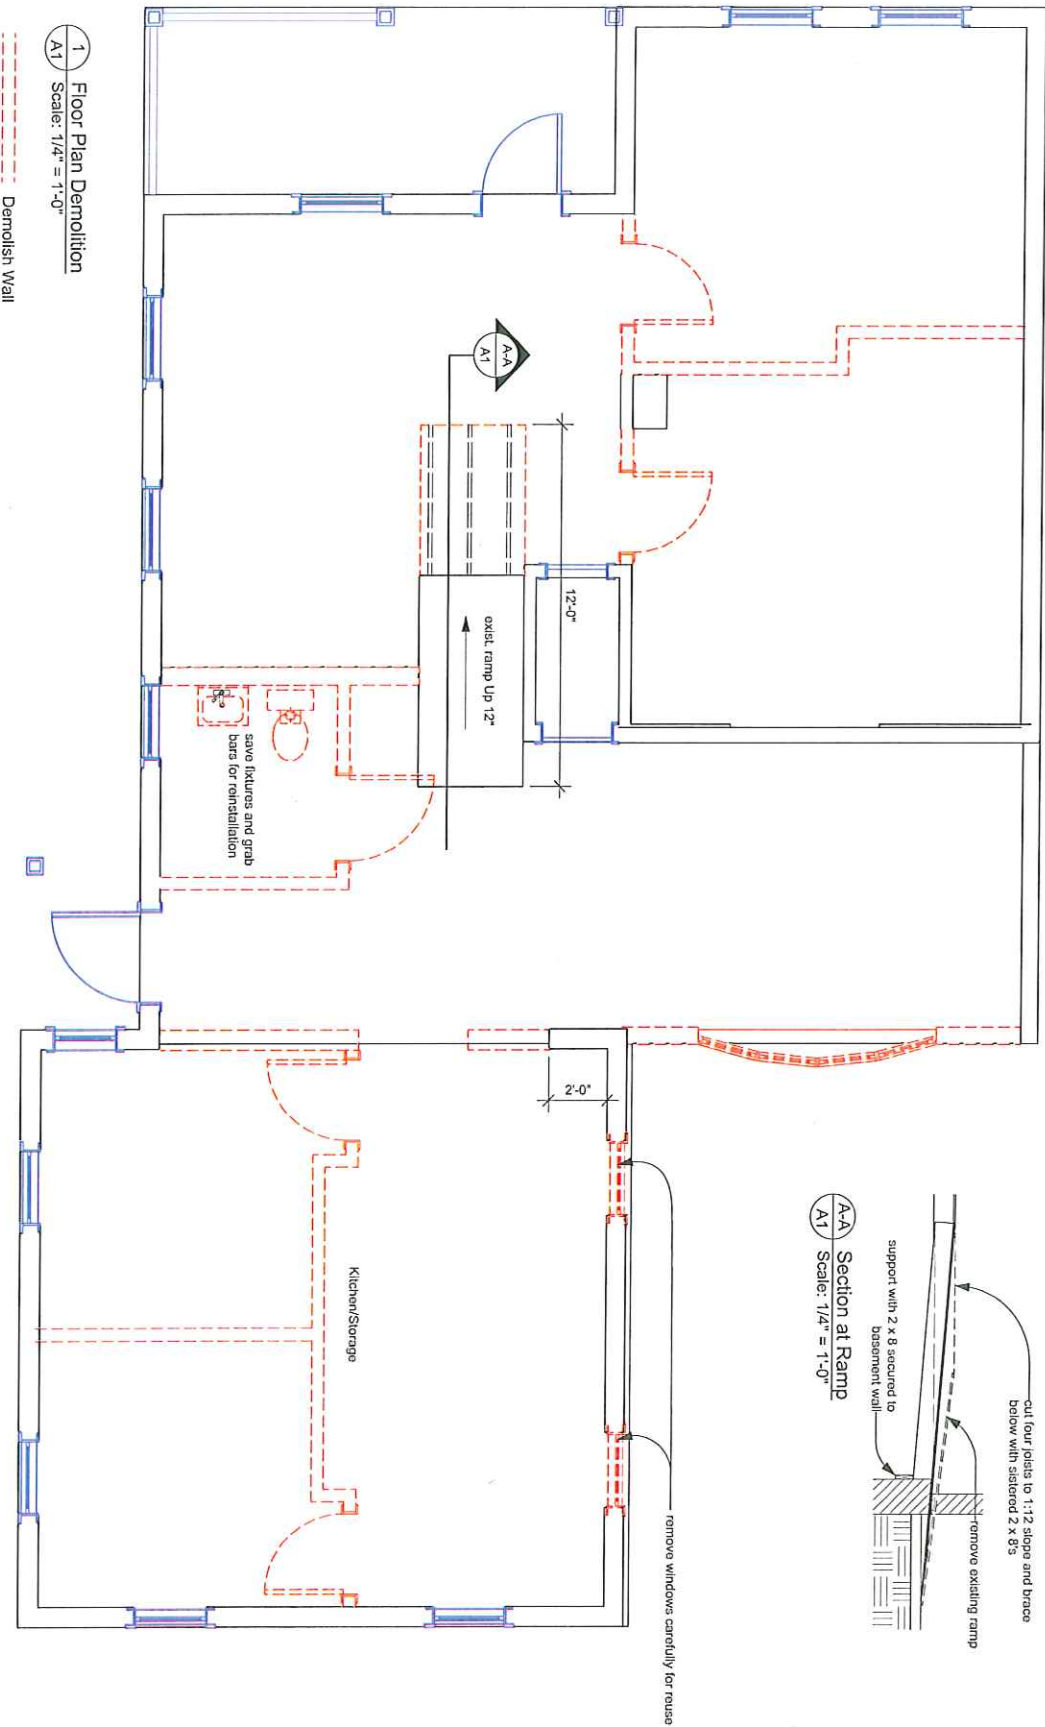 cut four joists to 1:12 slope and brace
below with sistered 2 x 8's
remove existing ramp
support with 2 x 8 secured to
basement wall
A-A
A1
Section at Ramp
Scale: 1/4" = 1'-0"
remove windows carefully for reuse
12'-0"
2'-0"
exist. ramp Up 12"
A-A
A1
Kitchen/Storage
save fixtures and grab
bars for reinstallation
1
A1
Floor Plan Demolition
Scale: 1/4" = 1'-0"
Demolish Wall